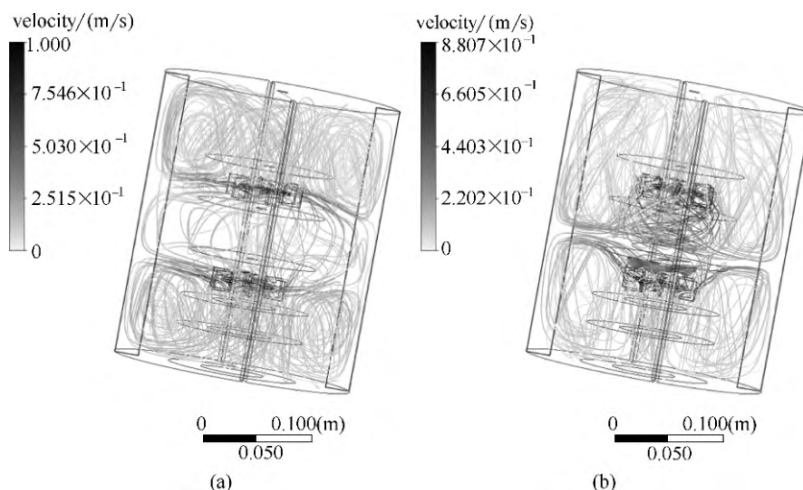 velocity/(m/s)
1.000
7.546×10⁻¹
5.030×10⁻¹
2.515×10⁻¹
0
0 0.100(m)
0.050
(a)
velocity/(m/s)
8.807×10⁻¹
6.605×10⁻¹
4.403×10⁻¹
2.202×10⁻¹
0
0 0.100(m)
0.050
(b)